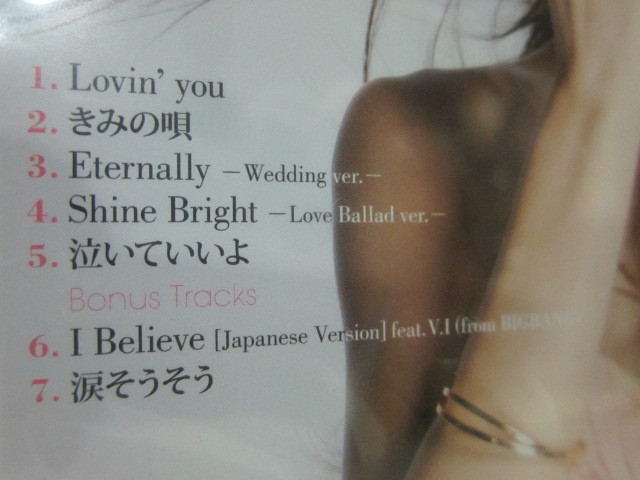 1. Lovin' you
2. きみの唄
3. Eternally －Wedding ver.－
4. Shine Bright －Love Ballad ver.－
5. 泣いていいよ
Bonus Tracks
6. I Believe [Japanese Version] feat. V.I (from
7. 涙そうそう